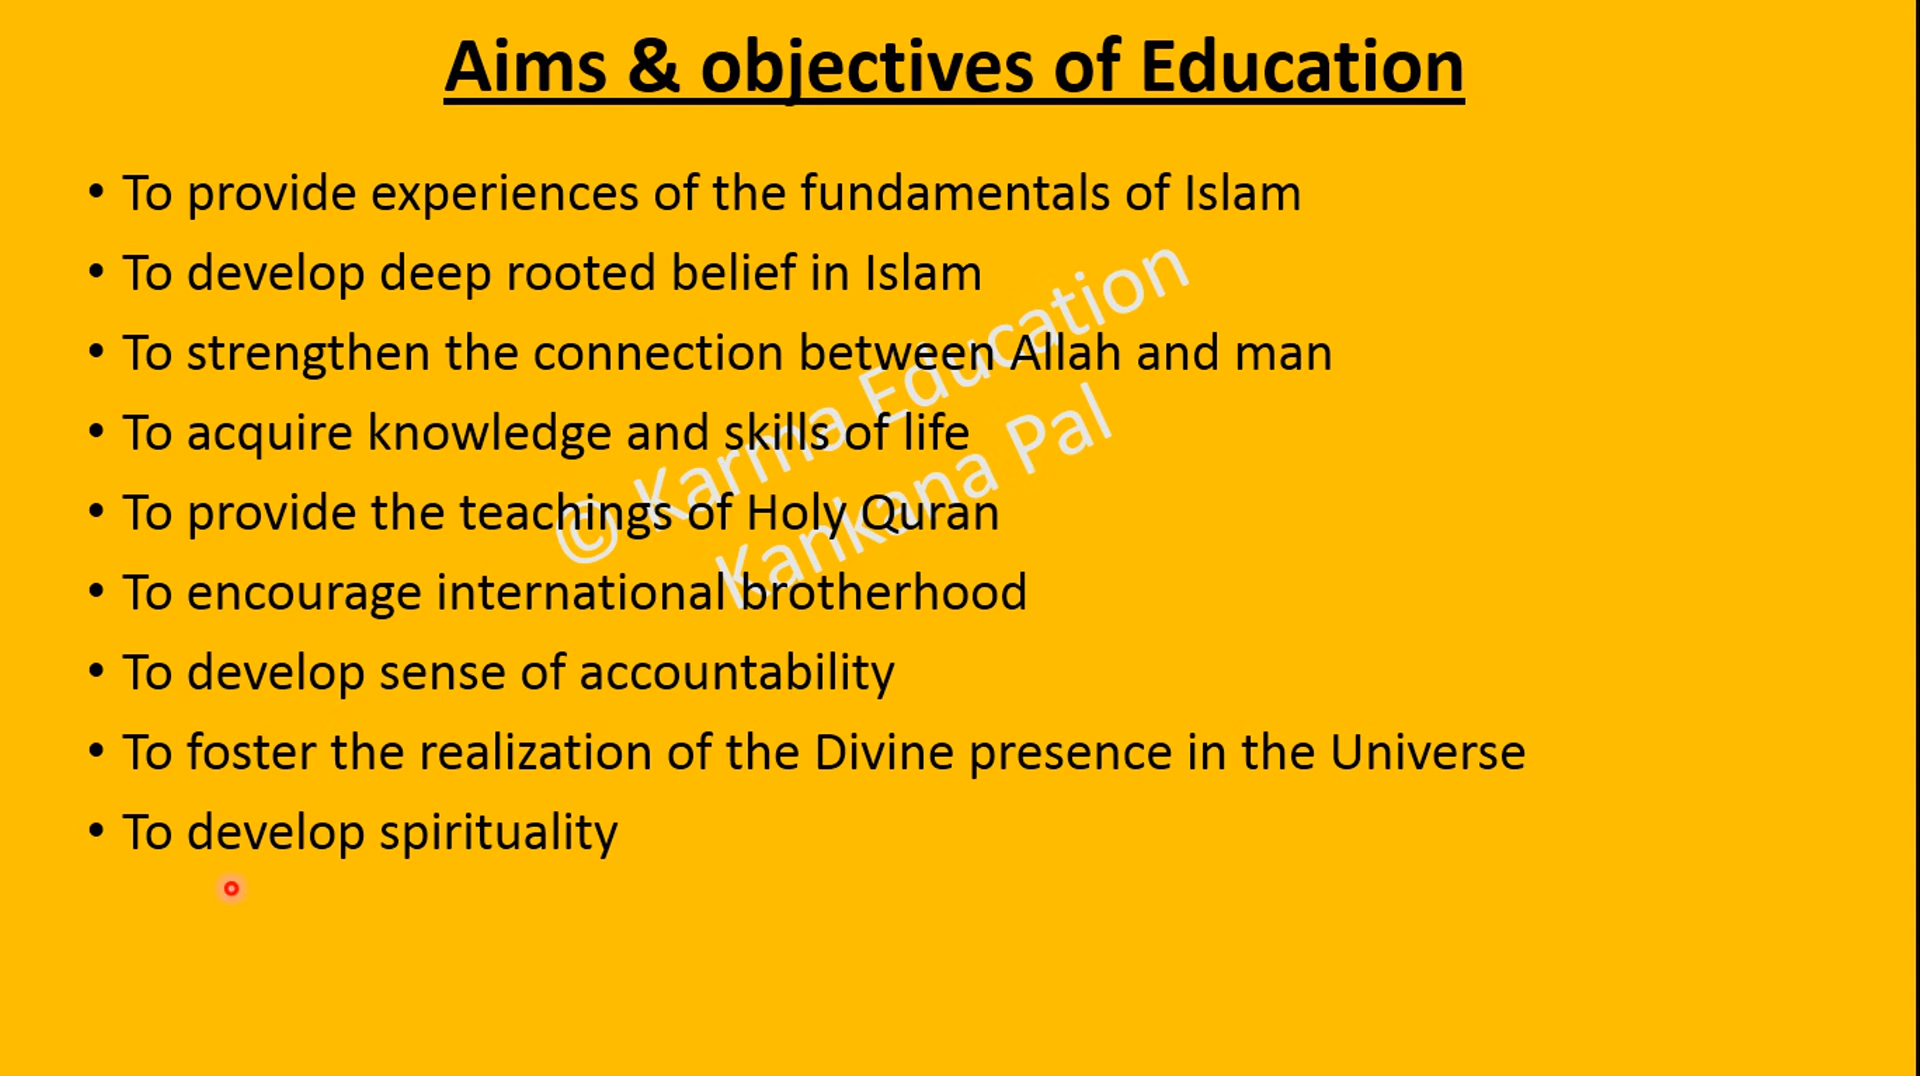 Aims & objectives of Education
• To provide experiences of the fundamentals of Islam
• To develop deep rooted belief in Islam
• To strengthen the connection between Allah and man
• To acquire knowledge and skills of life
• To provide the teachings of Holy Quran
• To encourage international brotherhood
• To develop sense of accountability
• To foster the realization of the Divine presence in the Universe
• To develop spirituality
© Karma Education
Kankana Pal